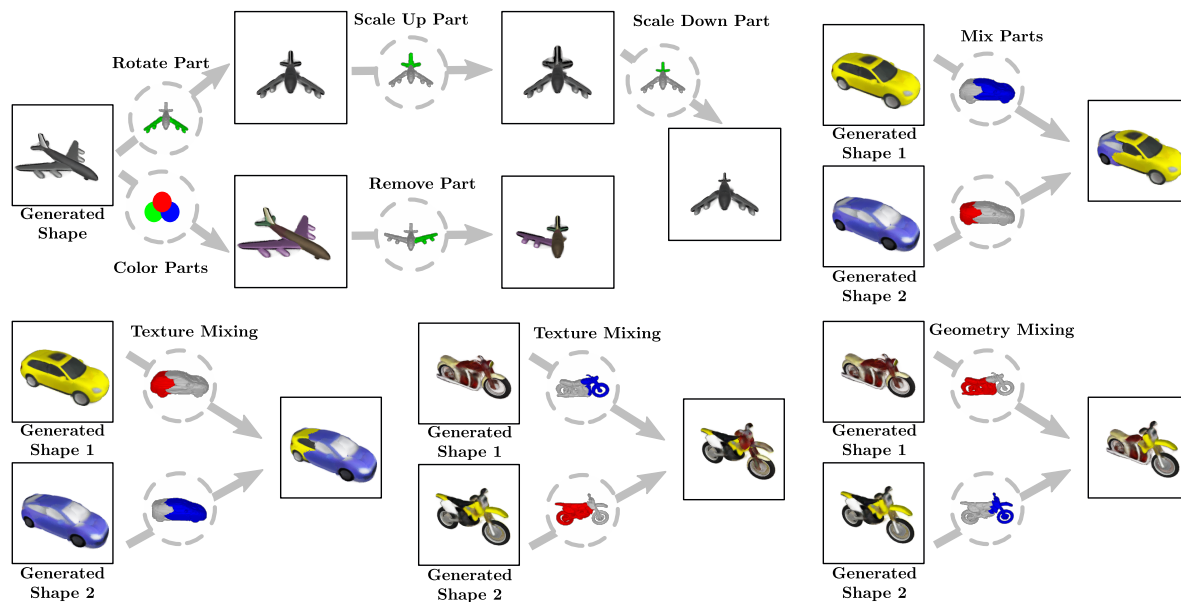 Scale Up Part
Scale Down Part
Rotate Part
Generated
Shape
Color Parts
Remove Part
Mix Parts
Generated
Shape 1
Generated
Shape 2
Texture Mixing
Generated
Shape 1
Generated
Shape 2
Texture Mixing
Generated
Shape 1
Generated
Shape 2
Geometry Mixing
Generated
Shape 1
Generated
Shape 2